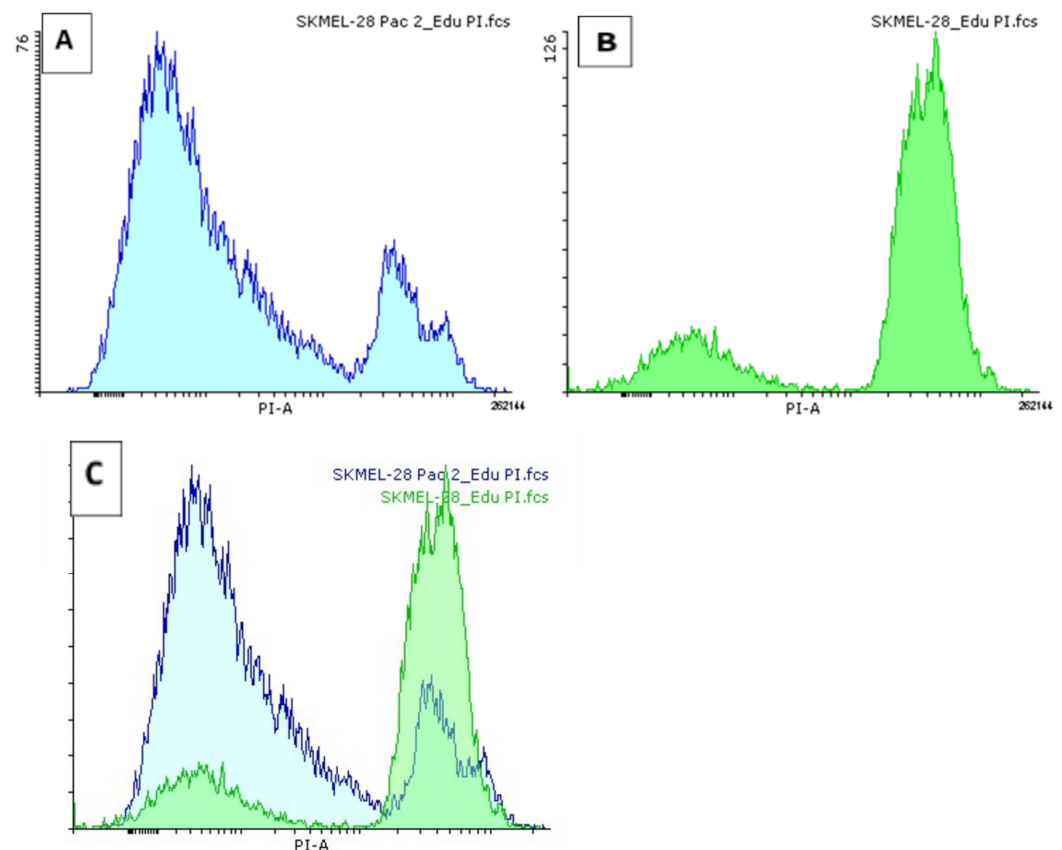 A
SKMEL-28 Pac 2_Edu PI.fcs
76
PI-A
262144
B
SKMEL-28_Edu PI.fcs
126
PI-A
262144
C
SKMEL-28 Pac 2_Edu PI.fcs
SKMEL-28_Edu PI.fcs
PI-A